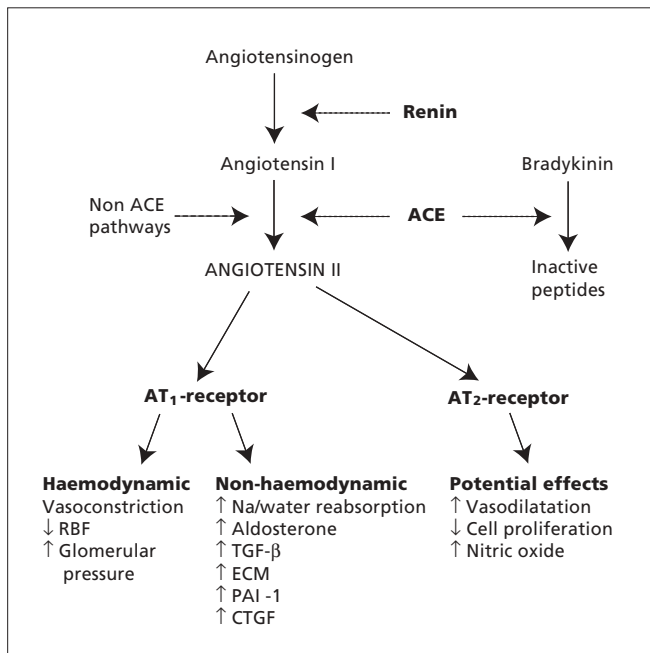 Angiotensinogen
Renin
Angiotensin I
Bradykinin
Non ACE
pathways
ACE
ANGIOTENSIN II
Inactive
peptides
AT₁-receptor
AT₂-receptor
Haemodynamic
Vasoconstriction
↓ RBF
↑ Glomerular
pressure
Non-haemodynamic
↑ Na/water reabsorption
↑ Aldosterone
↑ TGF-β
↑ ECM
↑ PAI -1
↑ CTGF
Potential effects
↑ Vasodilatation
↓ Cell proliferation
↑ Nitric oxide